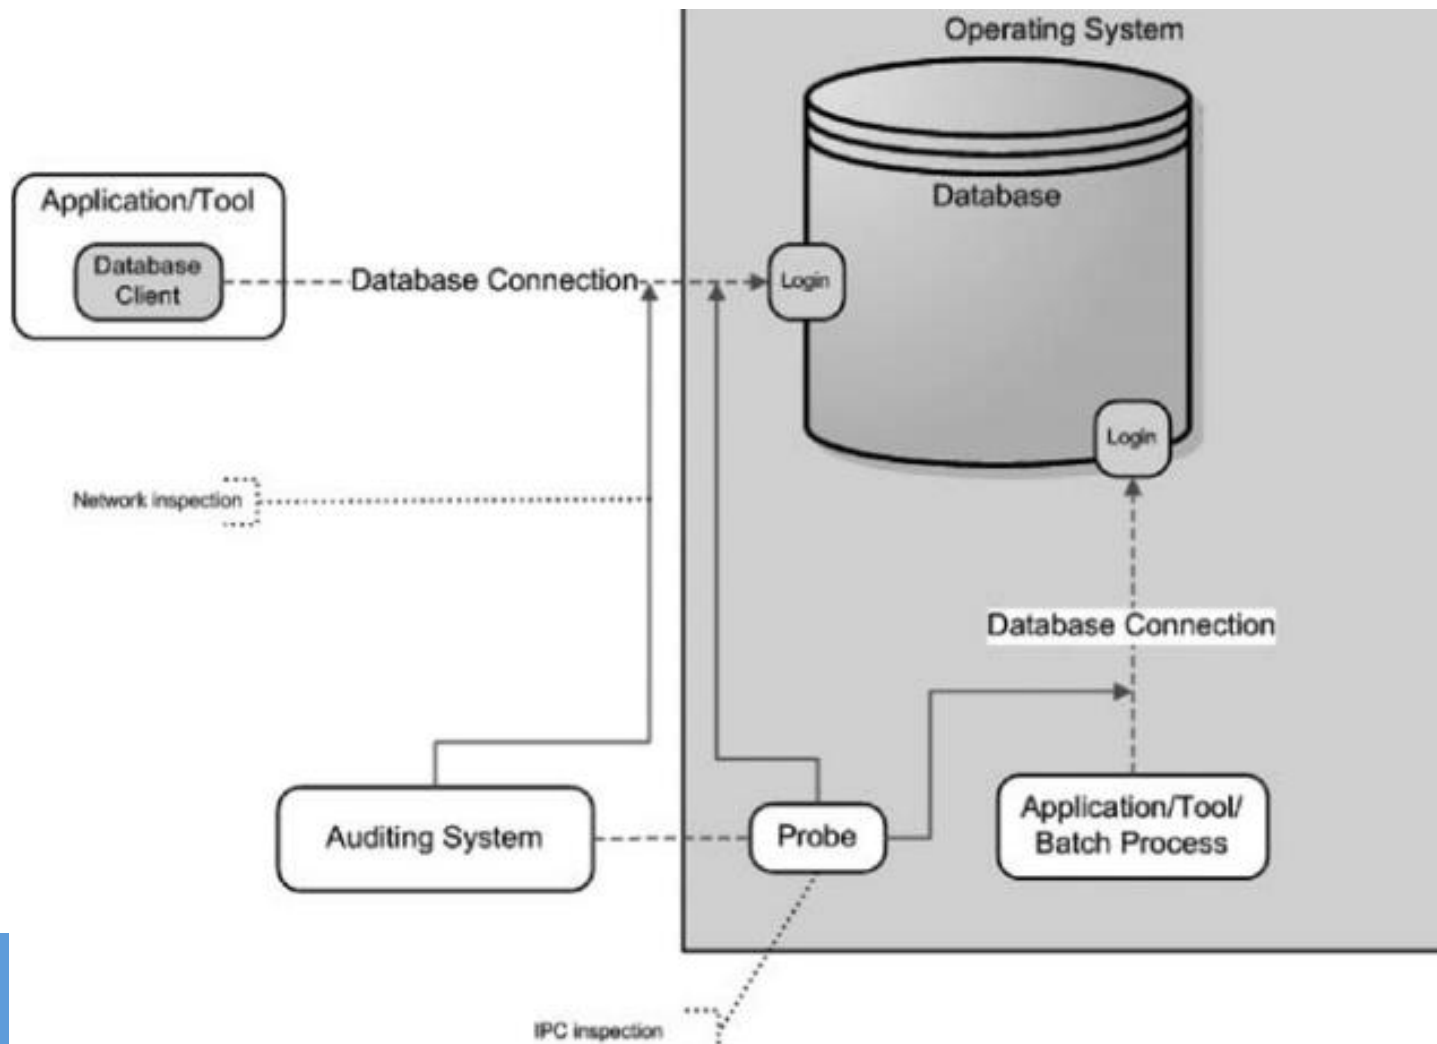 Operating System
Database
Application/Tool
Database
Client
Database Connection
Login
Login
Network inspection
Database Connection
Auditing System
Probe
Application/Tool/
Batch Process
IPC inspection